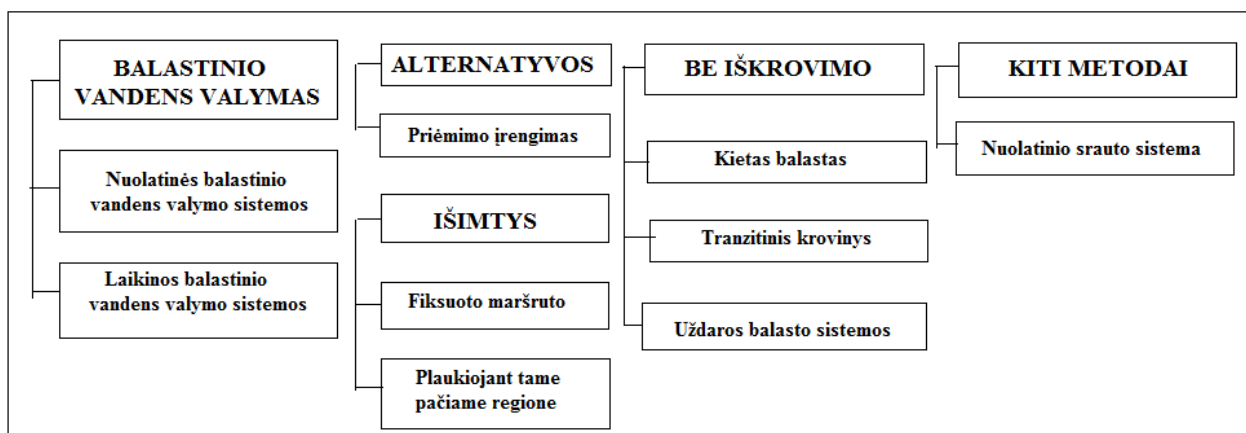 BALASTINIO
VANDENS VALYMAS
Nuolatinės balastinio
vandens valymo sistemos
Laikinos balastinio
vandens valymo sistemos
ALTERNATYVOS
Priėmimo įrengimas
IŠIMTYS
Fiksuoto maršruto
Plaukiojant tame
pačiame regione
BE IŠKROVIMO
Kietas balastas
Tranzitinis krovinys
Uždaros balasto sistemos
KITI METODAI
Nuolatinio srauto sistema